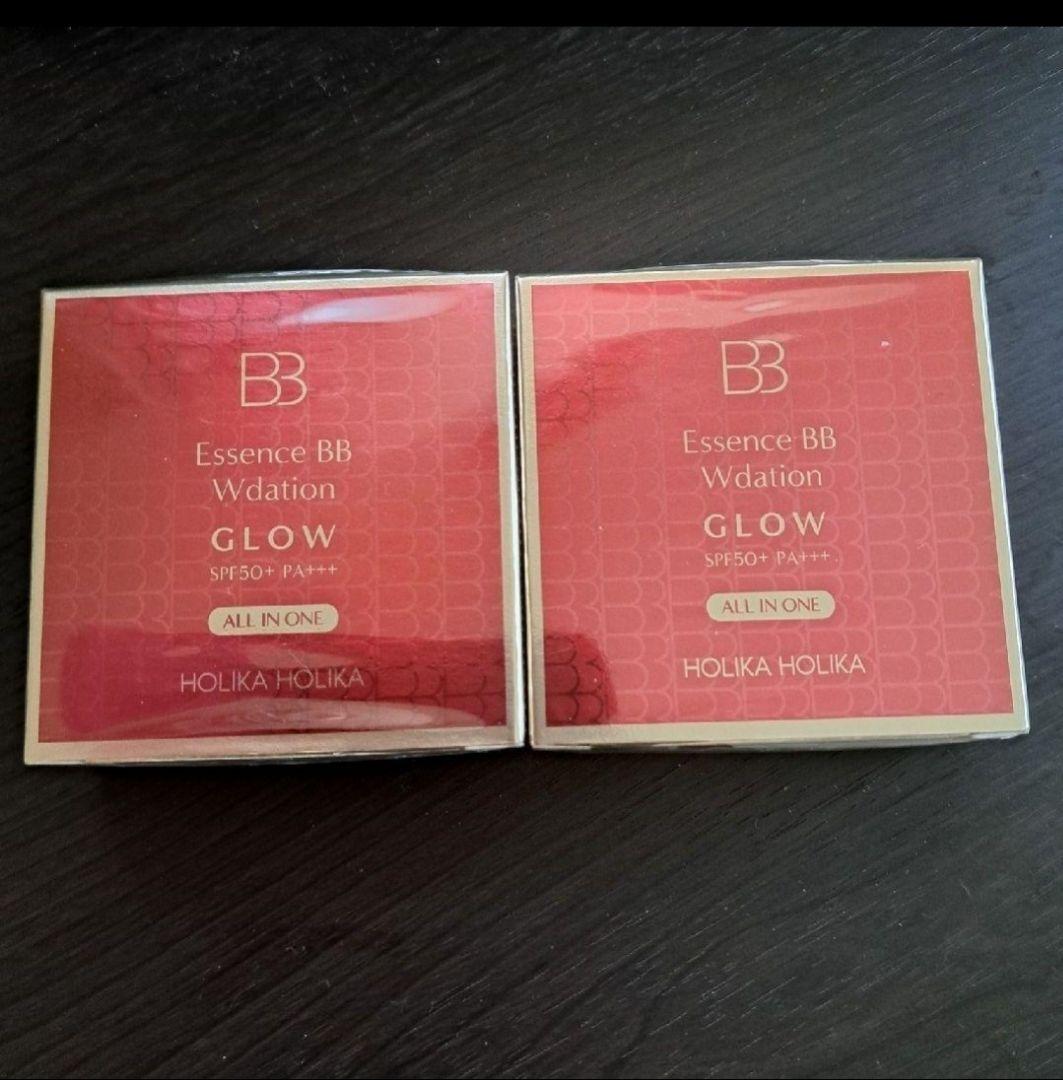 BB
Essence BB
Wdation
GLOW
SPF50+ PA+++
ALL IN ONE
HOLIKA HOLIKA
BB
Essence BB
Wdation
GLOW
SPF50+ PA+++
ALL IN ONE
HOLIKA HOLIKA